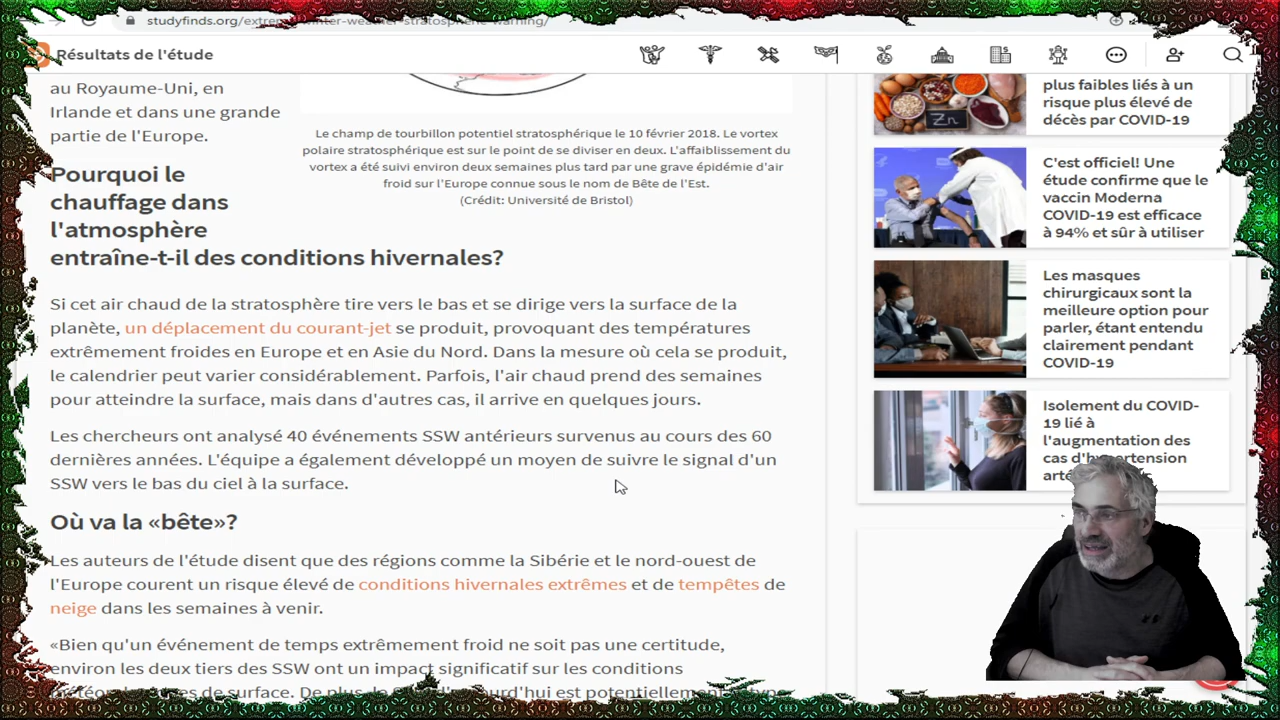 studyfinds.org/extre
winter-weather-stratospheric-warning/
Résultats de l'étude
au Royaume-Uni, en
Irlande et dans une grande
partie de l'Europe.
Le champ de tourbillon potentiel stratosphérique le 10 février 2018. Le vortex
polaire stratosphérique est sur le point de se diviser en deux. L'affaiblissement du
vortex a été suivi environ deux semaines plus tard par une grave épidémie d'air
froid sur l'Europe connue sous le nom de Bête de l'Est.
(Crédit: Université de Bristol)
Pourquoi le
chauffage dans
l'atmosphère
entraîne-t-il des conditions hivernales?
Si cet air chaud de la stratosphère tire vers le bas et se dirige vers la surface de la
planète, un déplacement du courant-jet se produit, provoquant des températures
extrêmement froides en Europe et en Asie du Nord. Dans la mesure où cela se produit,
le calendrier peut varier considérablement. Parfois, l'air chaud prend des semaines
pour atteindre la surface, mais dans d'autres cas, il arrive en quelques jours.
Les chercheurs ont analysé 40 événements SSW antérieurs survenus au cours des 60
dernières années. L'équipe a également développé un moyen de suivre le signal d'un
SSW vers le bas du ciel à la surface.
Où va la «bête»?
Les auteurs de l'étude disent que des régions comme la Sibérie et le nord-ouest de
l'Europe courent un risque élevé de conditions hivernales extrêmes et de tempêtes de
neige dans les semaines à venir.
«Bien qu'un événement de temps extrêmement froid ne soit pas une certitude,
environ les deux tiers des SSW ont un impact significatif sur les conditions
de surface. De plus
est potentiellement
plus faibles liés à un
risque plus élevé de
décès par COVID-19
Zn
C'est officiel! Une
étude confirme que le
vaccin Moderna
COVID-19 est efficace
à 94% et sûr à utiliser
Les masques
chirurgicaux sont la
meilleure option pour
parler, étant entendu
clairement pendant
COVID-19
Isolement du COVID-
19 lié à
l'augmentation des
cas d'hypertension